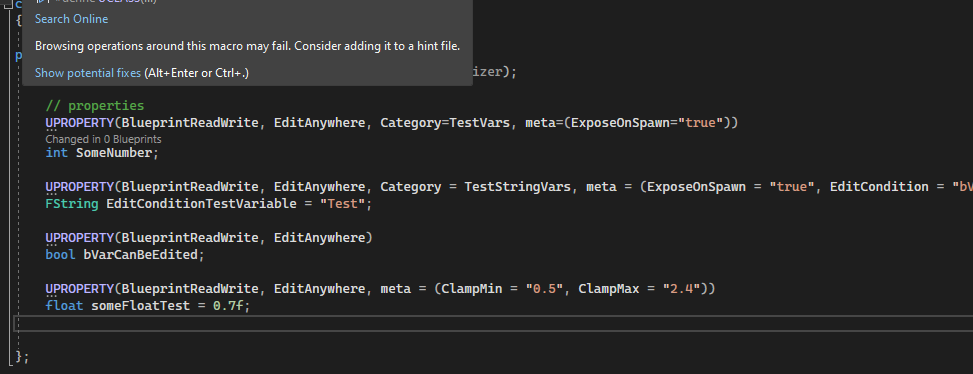 #define UCLASS(...)
Search Online
{
Browsing operations around this macro may fail. Consider adding it to a hint file.
Show potential fixes (Alt+Enter or Ctrl+.)
izer);
// properties
UPROPERTY(BlueprintReadWrite, EditAnywhere, Category=TestVars, meta=(ExposeOnSpawn="true"))
Changed in 0 Blueprints
int SomeNumber;
UPROPERTY(BlueprintReadWrite, EditAnywhere, Category = TestStringVars, meta = (ExposeOnSpawn = "true", EditCondition = "bV
FString EditConditionTestVariable = "Test";
UPROPERTY(BlueprintReadWrite, EditAnywhere)
bool bVarCanBeEdited;
UPROPERTY(BlueprintReadWrite, EditAnywhere, meta = (ClampMin = "0.5", ClampMax = "2.4"))
float someFloatTest = 0.7f;
};